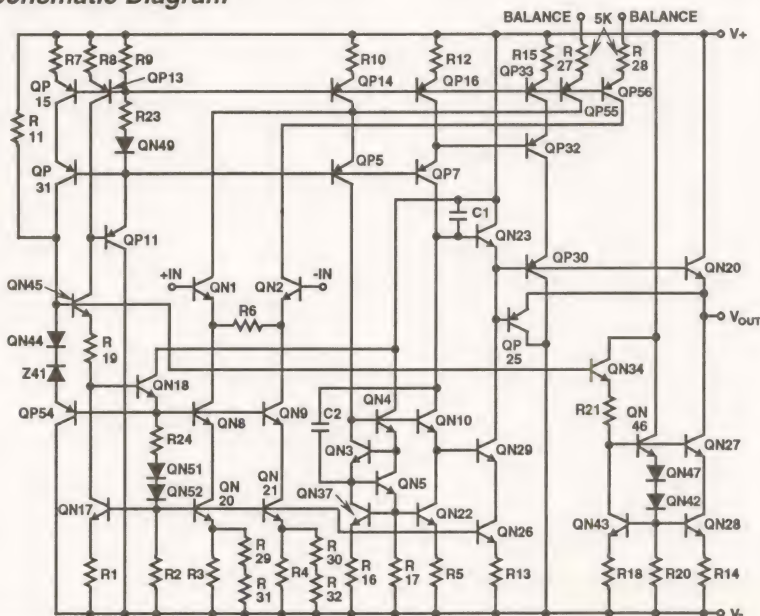 Schematic Diagram
BALANCE 5K BALANCE
V+
R7 R8 R9 R10 R12 R15 R 27 R 28
QP13 QP14 QP16 QP33
QP 15
QP56
QP55
R 11
R23
QN49
QP32
QP 31
QP5 QP7
C1
QP11
QN23
QP30
QN20
QN45
+IN QN1 QN2 -IN
QN44
R 19
R6
QP 25
VOUT
Z41
QN18
QN34
QP54
QN8 QN9
C2
QN4
QN10
R21
QN 46
R24
QN3
QN29
QN27
QN51
QN5
QN47
QN52
QN 20
QN 21
QN37
QN42
QN17
QN22
QN26
QN43
QN28
R 29
R 30
R1 R2 R3 R4 R 16 R 17 R5 R13 R18 R20 R14
R 31
R 32
V-